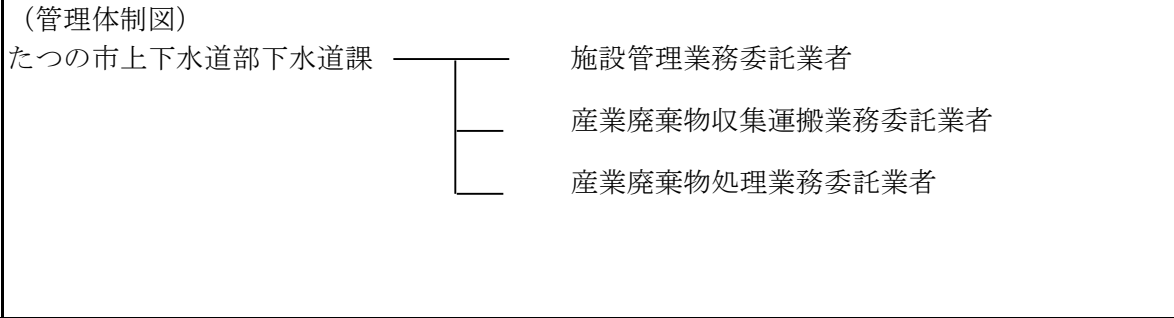 （管理体制図）
たつの市上下水道部下水道課 施設管理業務委託業者
産業廃棄物収集運搬業務委託業者
産業廃棄物処理業務委託業者